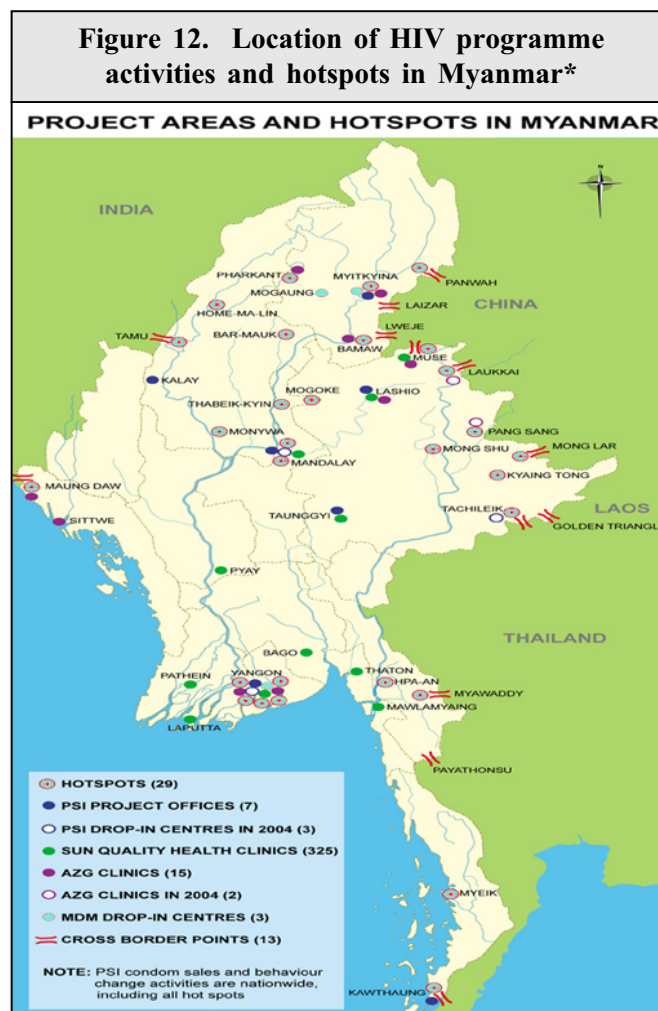 Figure 12. Location of HIV programme
activities and hotspots in Myanmar*
PROJECT AREAS AND HOTSPOTS IN MYANMAR
N
INDIA
PHARKANT
MYITKYINA
PANWAH
MOGAUNG
LAIZAR
CHINA
HOME-MA-LIN
LWEJE
TAMU
BAR-MAUK
BAMAW
MUSE
LAUKKAI
KALAY
LASHIO
MOGOKE
THABEIK-KYIN
PANG SANG
MONYWA
MONG SHU
MONG LAR
MANDALAY
KYAING TONG
MAUNG DAW
TACHILEIK
LAOS
SITTWE
TAUNGGYI
GOLDEN TRIANGL
PYAY
THAILAND
BAGO
PATHEIN
YANGON
THATON
HPA-AN
MYAWADDY
MAWLAMYAING
LAPUTTA
PAYATHONSU
HOTSPOTS (29)
PSI PROJECT OFFICES (7)
PSI DROP-IN CENTRES IN 2004 (3)
SUN QUALITY HEALTH CLINICS (325)
AZG CLINICS (15)
AZG CLINICS IN 2004 (2)
MDM DROP-IN CENTRES (3)
CROSS BORDER POINTS (13)
NOTE: PSI condom sales and behaviour
change activities are nationwide,
including all hot spots
MYEIK
KAWTHAUNG